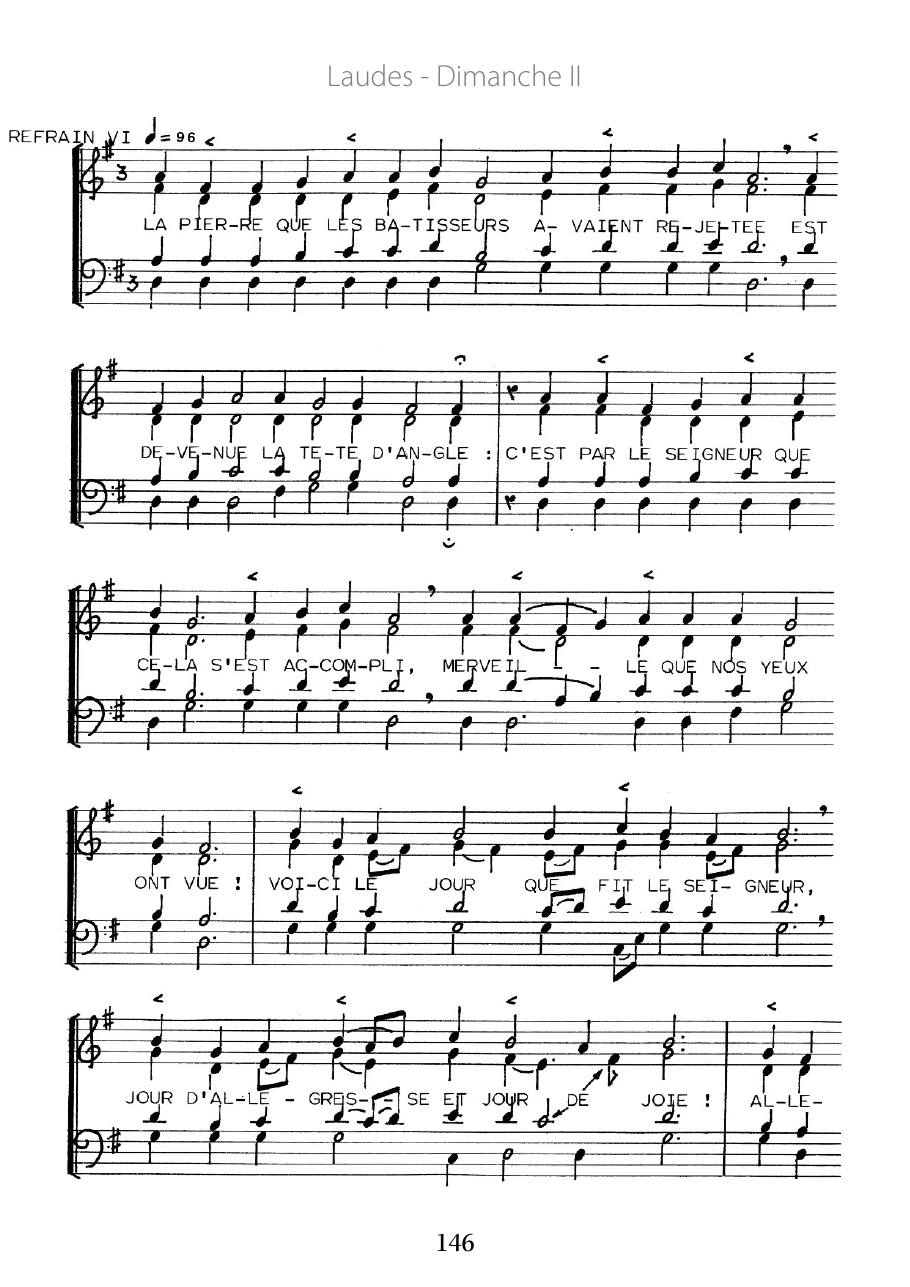 Laudes - Dimanche II
REFRAIN VI ♩= 96
LA PIER-RE QUE LES BA-TISSEURS A- VAIENT RE-JE-TEE EST
DE-VE-NUE LA TE-TE D'AN-GLE : C'EST PAR LE SEIGNEUR QUE
CE-LA S'EST AC-COM-PLI, MERVEIL - - LE QUE NOS YEUX
ONT VUE ! VOI-CI LE JOUR QUE FIT LE SEI- GNEUR,
JOUR D'AL-LE - GRES- - SE ET JOUR DE JOIE ! AL-LE-
146